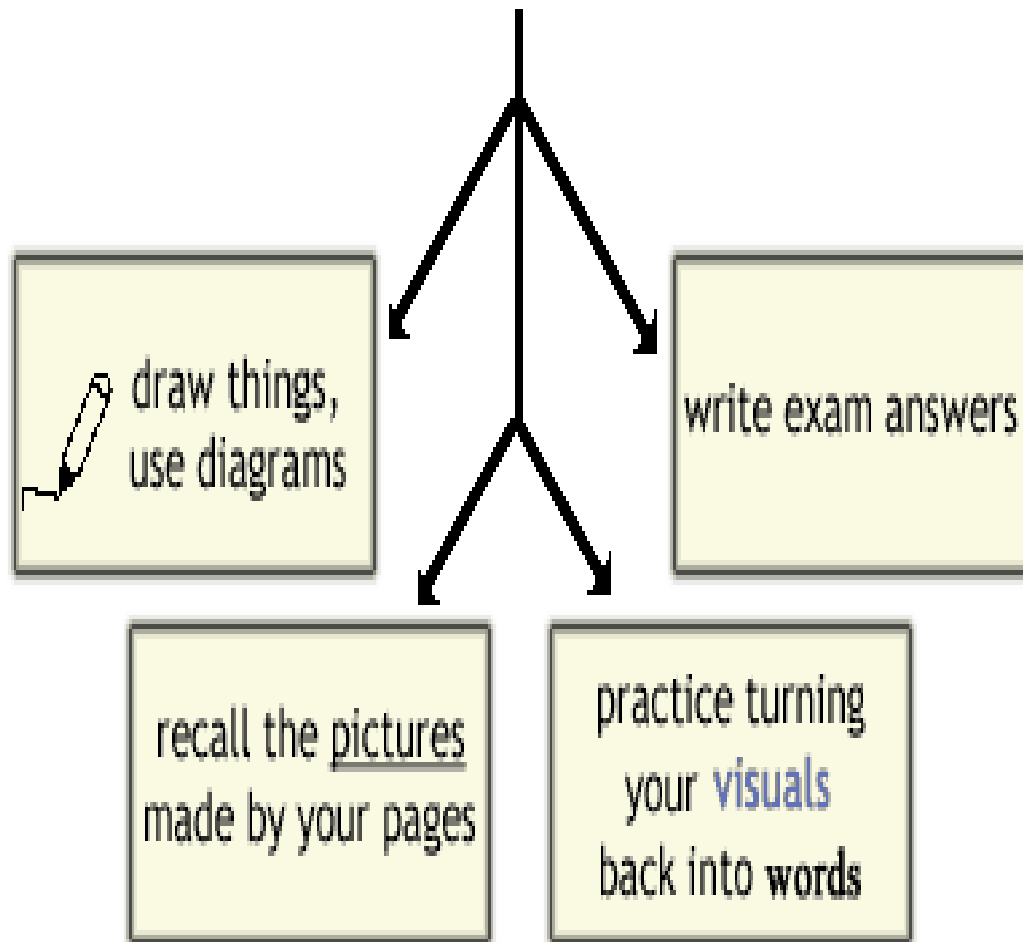 draw things,
use diagrams
write exam answers
recall the pictures
made by your pages
practice turning
your visuals
back into words